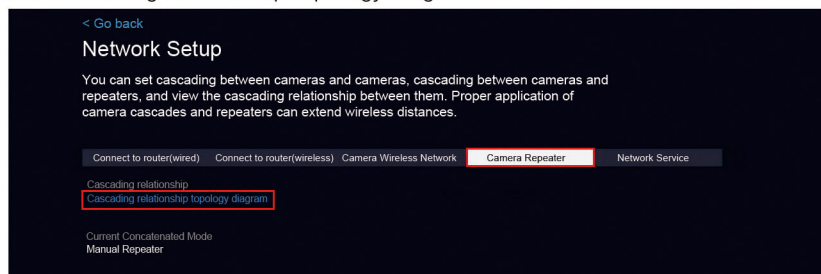 < Go back
Network Setup
You can set cascading between cameras and cameras, cascading between cameras and
repeaters, and view the cascading relationship between them. Proper application of
camera cascades and repeaters can extend wireless distances.
Connect to router(wired) Connect to router(wireless) Camera Wireless Network Camera Repeater Network Service
Cascading relationship
Cascading relationship topology diagram
Current Concatenated Mode
Manual Repeater